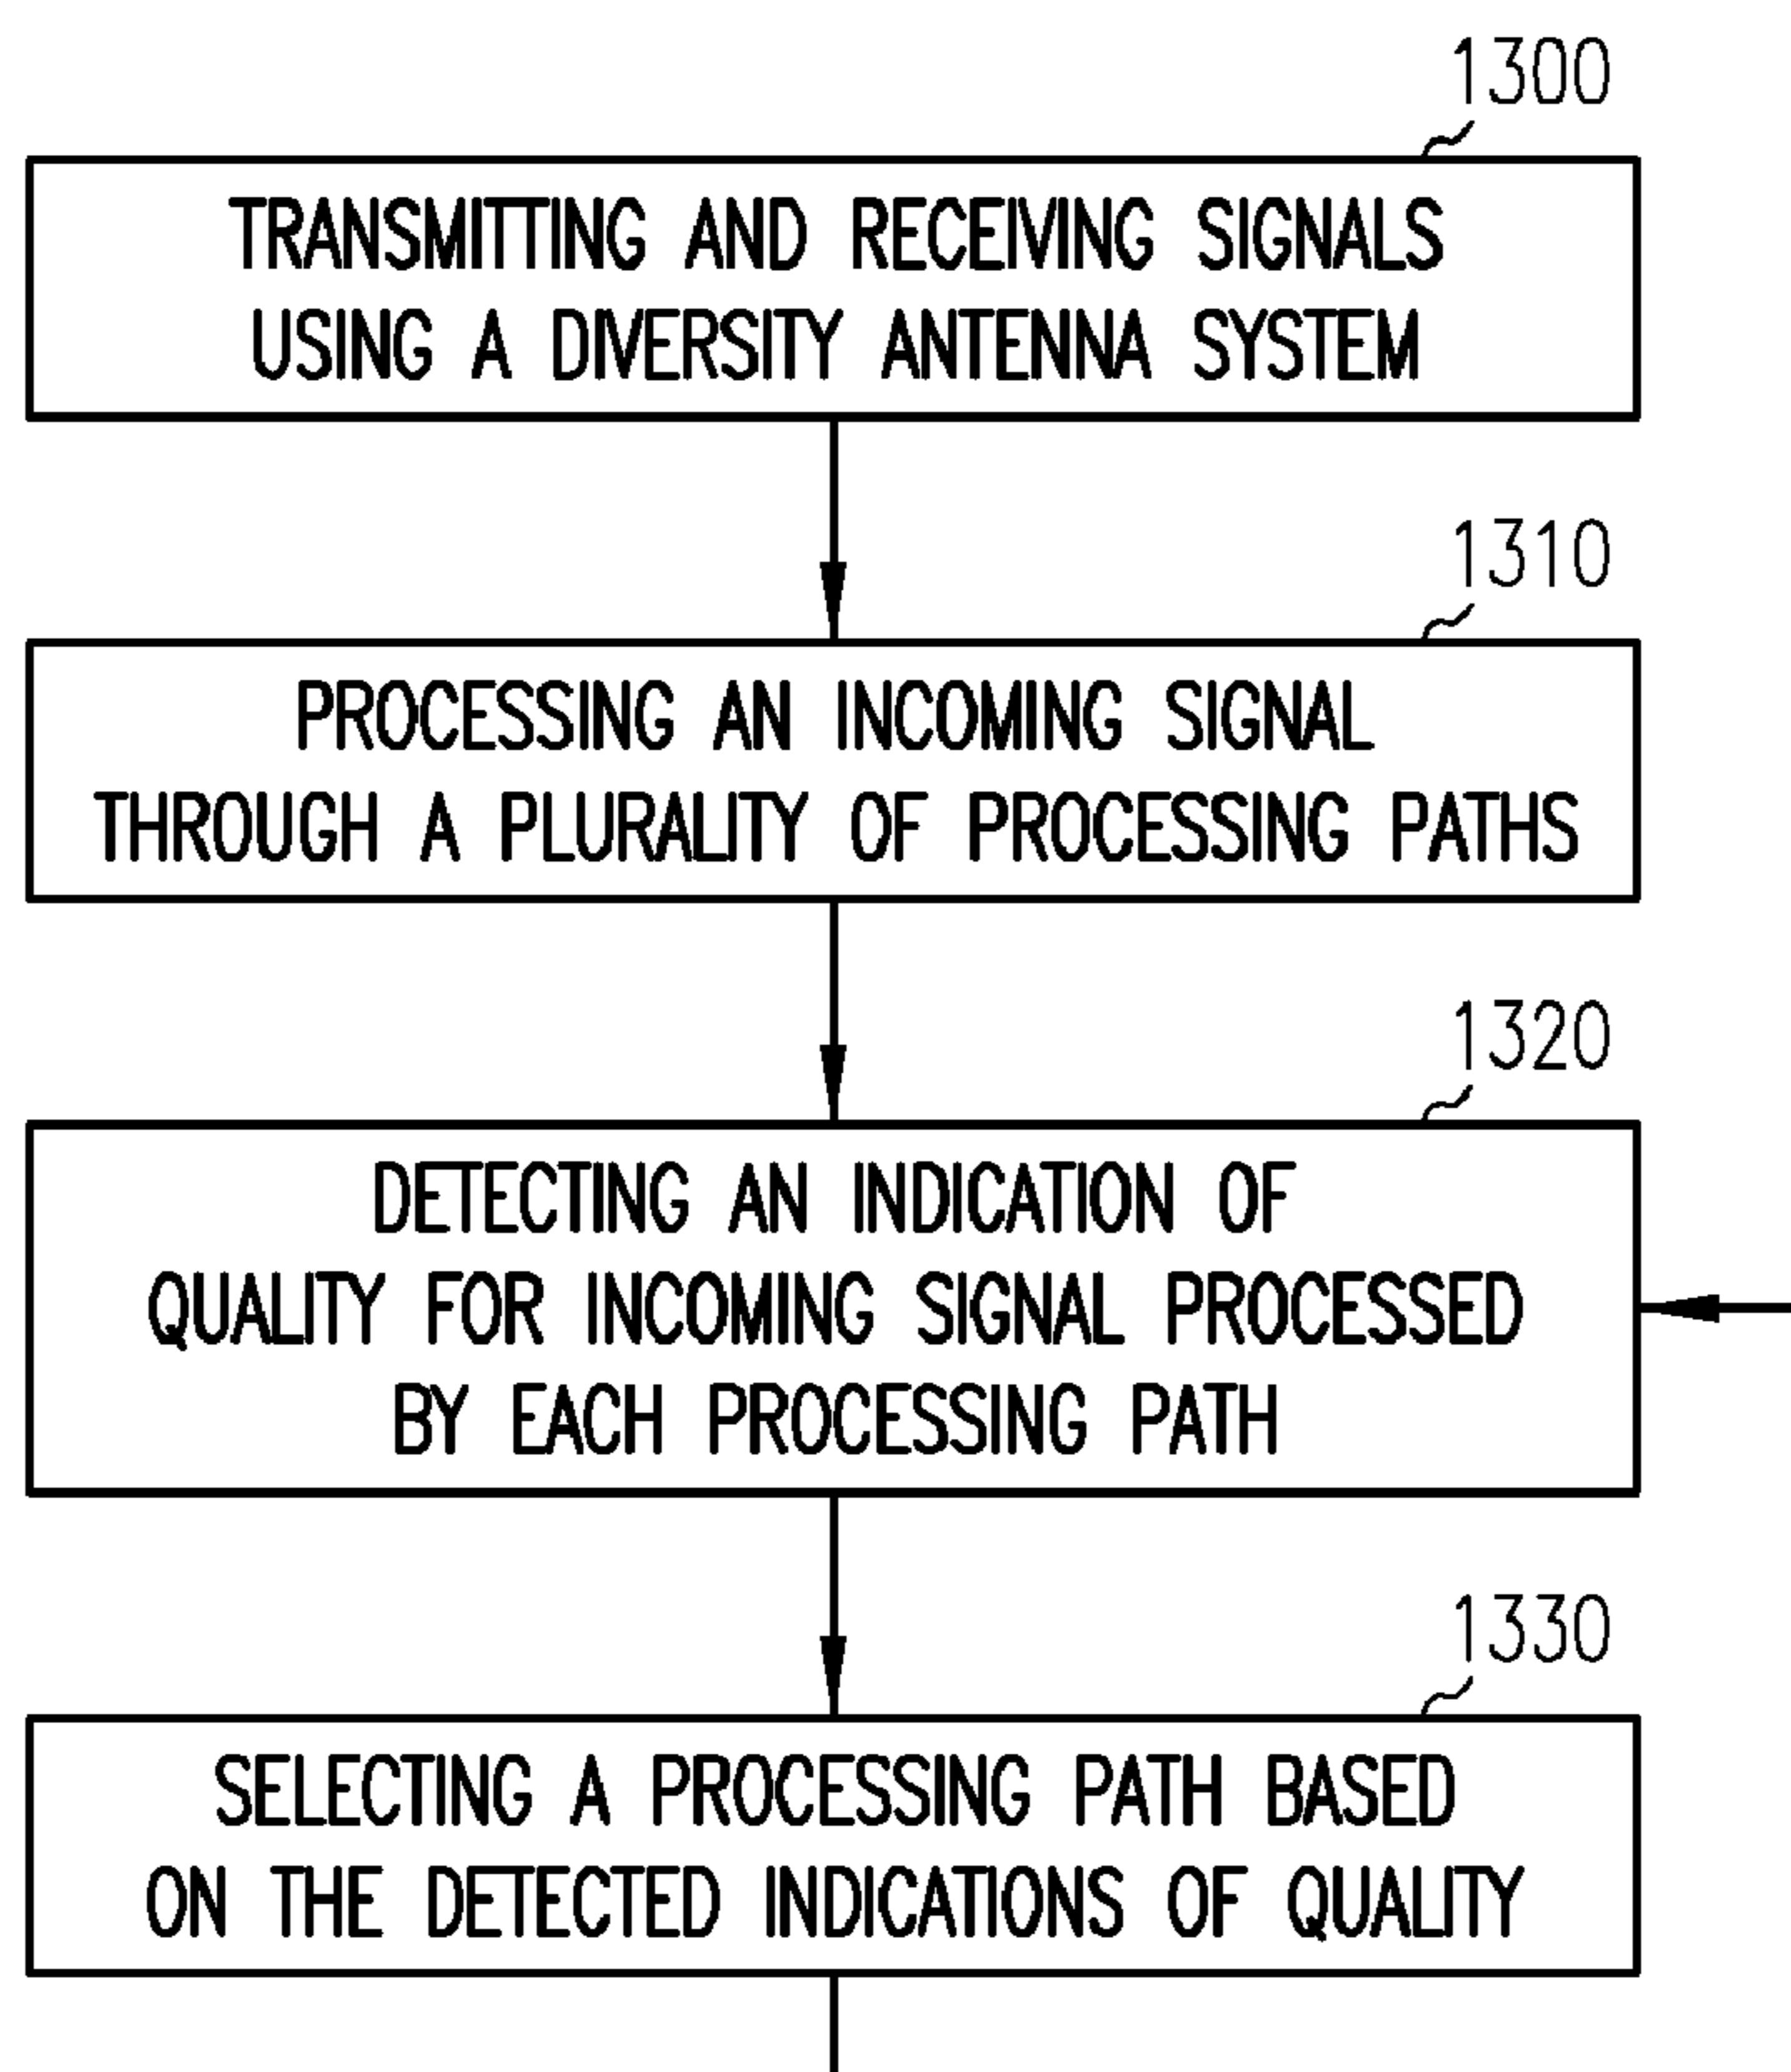 1300
TRANSMITTING AND RECEIVING SIGNALS
USING A DIVERSITY ANTENNA SYSTEM
1310
PROCESSING AN INCOMING SIGNAL
THROUGH A PLURALITY OF PROCESSING PATHS
1320
DETECTING AN INDICATION OF
QUALITY FOR INCOMING SIGNAL PROCESSED
BY EACH PROCESSING PATH
1330
SELECTING A PROCESSING PATH BASED
ON THE DETECTED INDICATIONS OF QUALITY